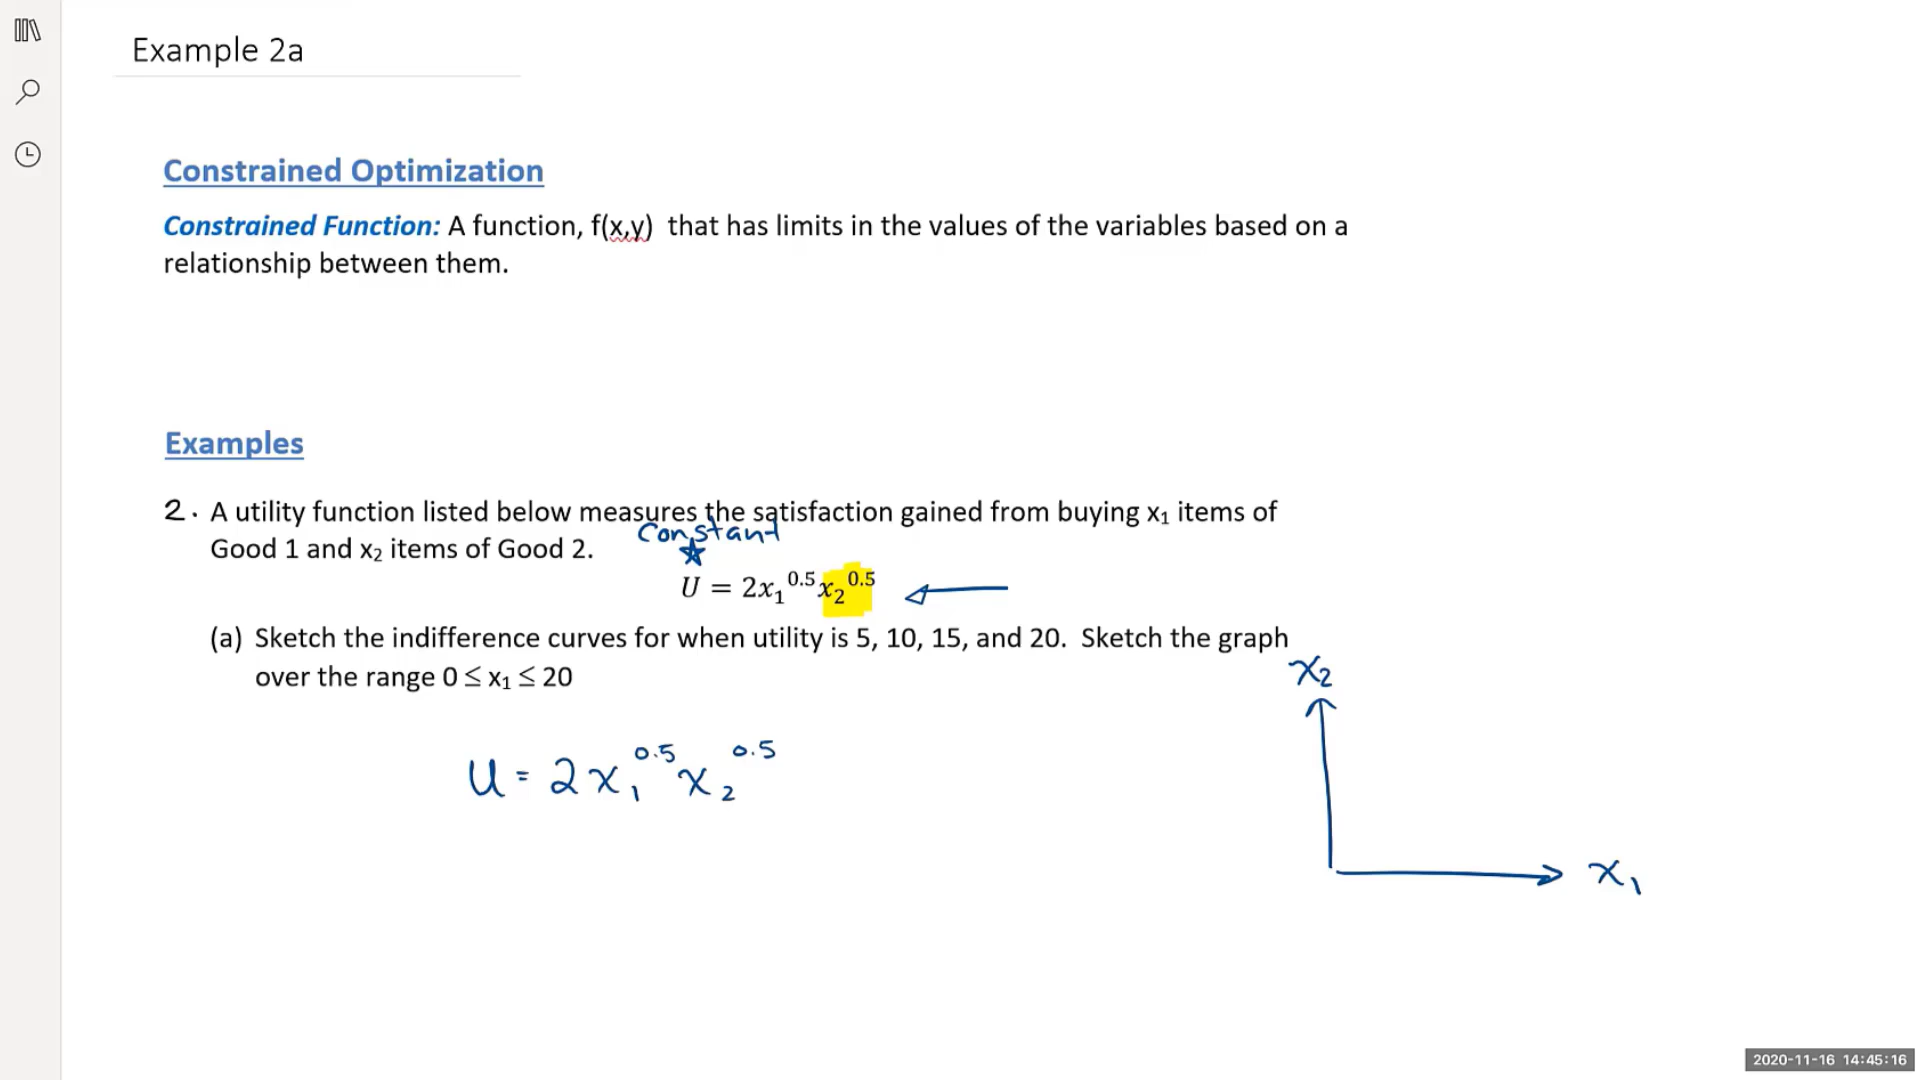 Example 2a
Constrained Optimization
Constrained Function: A function, f(x,y) that has limits in the values of the variables based on a
relationship between them.
Examples
2. A utility function listed below measures the satisfaction gained from buying x₁ items of
Good 1 and x₂ items of Good 2.
constant
U = 2x₁^0.5 x₂^0.5
(a) Sketch the indifference curves for when utility is 5, 10, 15, and 20. Sketch the graph
over the range 0 ≤ x₁ ≤ 20
x₂
U = 2x₁^0.5 x₂^0.5
x₁
2020-11-16 14:45:16